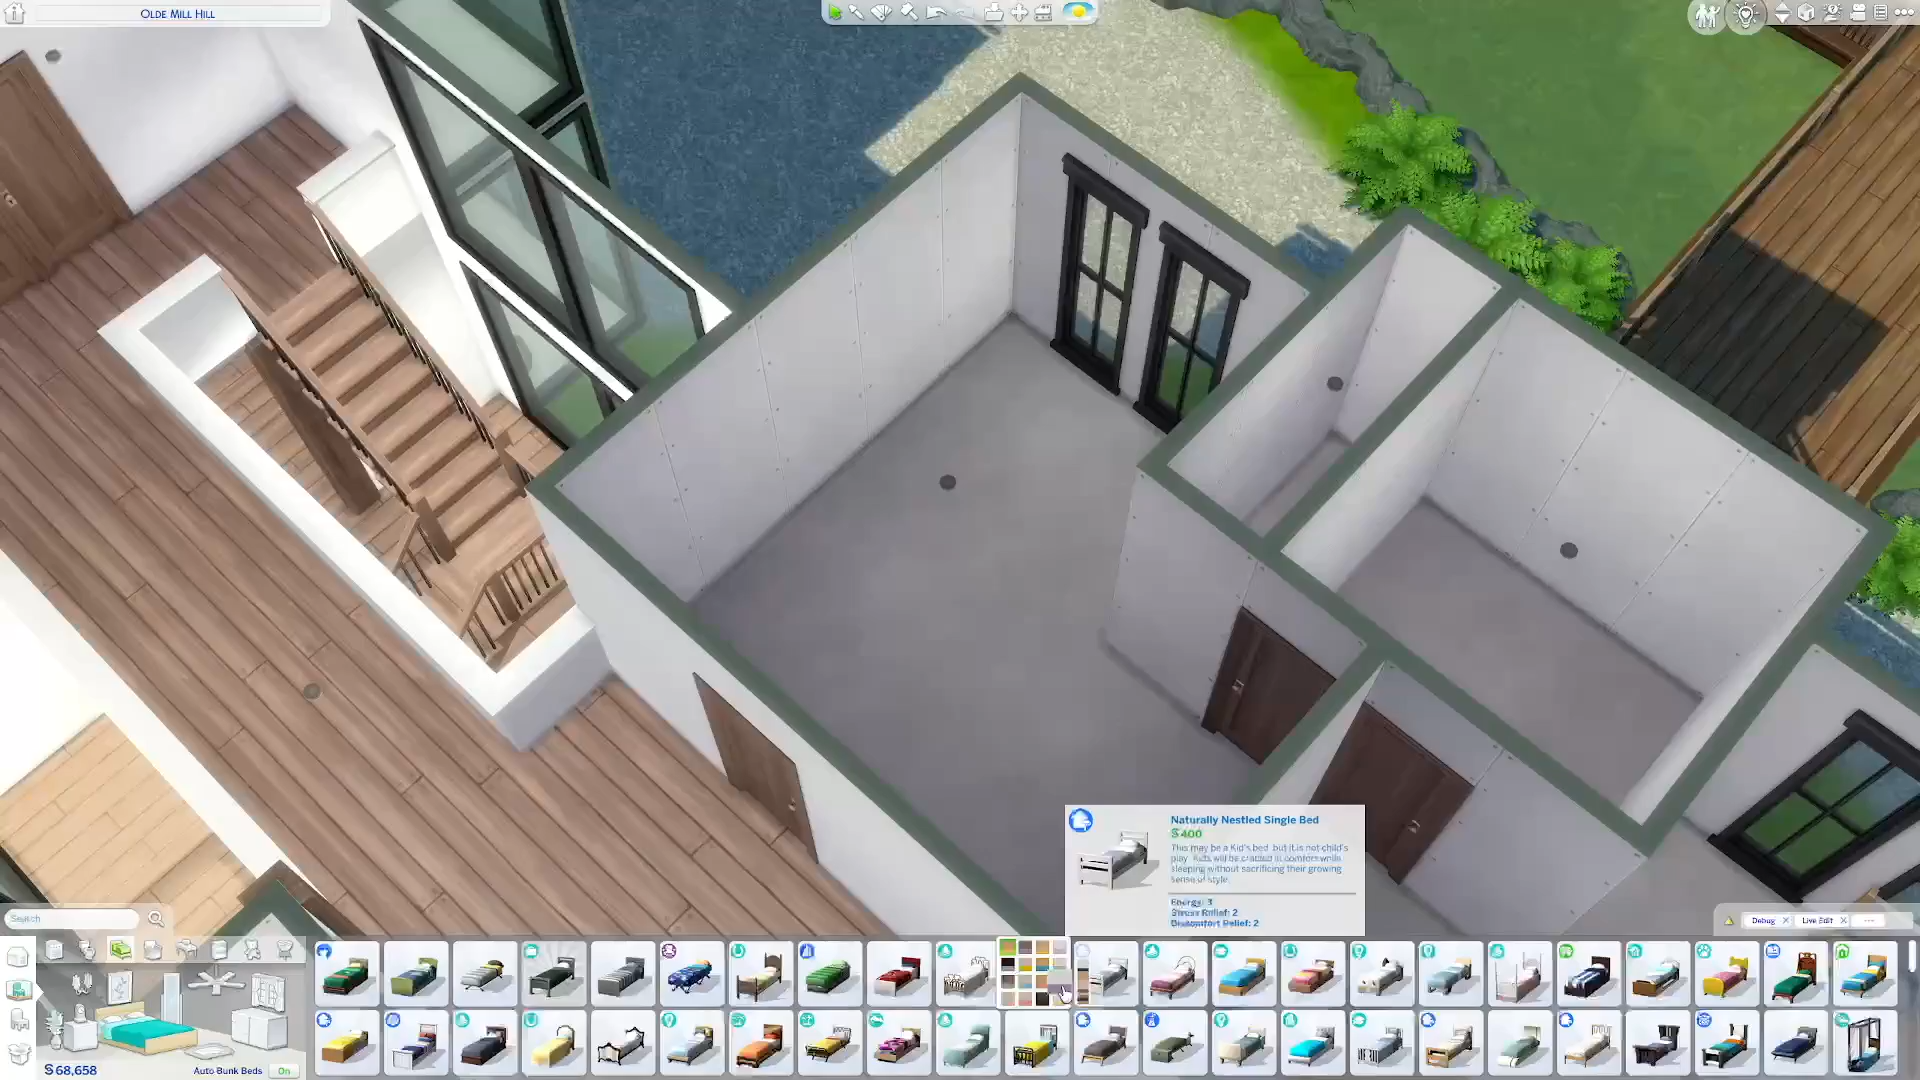 Olde Mill Hill
Naturally Nestled Single Bed
$400
This may be a Kid's bed, but it is not child's
play. Kids will be cradled in comfort while
sleeping without sacrificing their growing
sense of style.
Energy: 3
Stress Relief: 2
Discomfort Relief: 2
Search
Debug
Live Edit
$68,658
Auto Bunk Beds
On